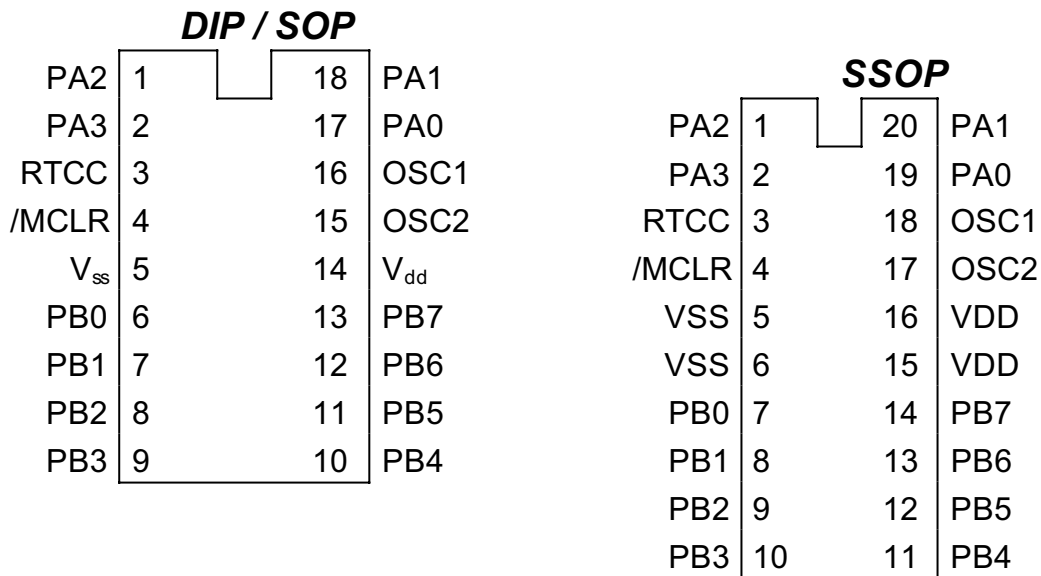 DIP / SOP
PA2 1 18 PA1
PA3 2 17 PA0
RTCC 3 16 OSC1
/MCLR 4 15 OSC2
Vss 5 14 Vdd
PB0 6 13 PB7
PB1 7 12 PB6
PB2 8 11 PB5
PB3 9 10 PB4
SSOP
PA2 1 20 PA1
PA3 2 19 PA0
RTCC 3 18 OSC1
/MCLR 4 17 OSC2
VSS 5 16 VDD
VSS 6 15 VDD
PB0 7 14 PB7
PB1 8 13 PB6
PB2 9 12 PB5
PB3 10 11 PB4